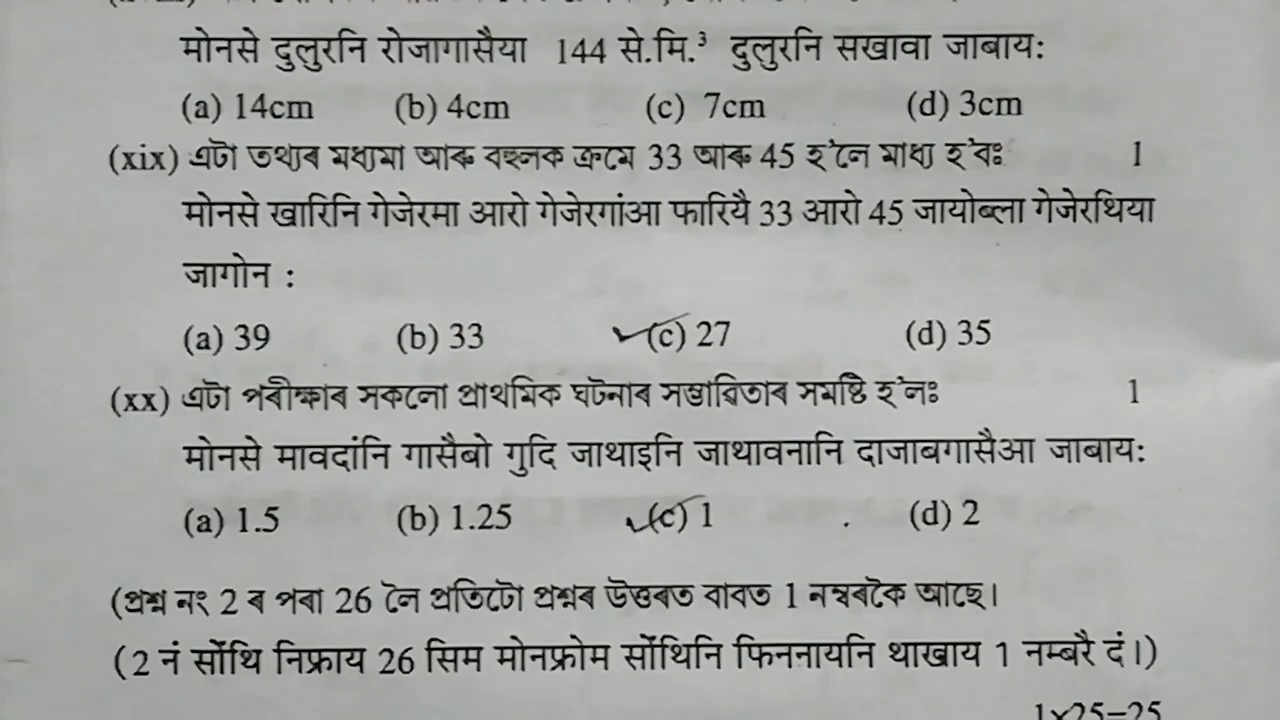 मोनसे दुलुरनि रोजागासैया 144 से.मि.³ दुलुरनि सखावा जाबाय:
(a) 14cm (b) 4cm (c) 7cm (d) 3cm
(xix) এটা তথ্যৰ মধ্যমা আৰু বহুলক ক্ৰমে 33 আৰু 45 হ'লে মাধ্য হ'বঃ 1
मोनसे खारिनि गेजेरमा आरो गेजेरगांआ फारियै 33 आरो 45 जायोब्ला गेजेरथिया
जागोन :
(a) 39 (b) 33 (c) 27 (d) 35
(xx) এটা পৰীক্ষাৰ সকলো প্ৰাথমিক ঘটনাৰ সম্ভাৱিতাৰ সমষ্টি হ'লঃ 1
मोनसे मावदांनि गासैबो गुदि जाथाइनि जाथावनानि दाजाबगासैआ जाबाय:
(a) 1.5 (b) 1.25 (c) 1 (d) 2
(প্ৰশ্ন নং 2 ৰ পৰা 26 লৈ প্ৰতিটো প্ৰশ্নৰ উত্তৰত বাবত 1 নম্বৰকৈ আছে।
(2 नं सोंथि निफ्राय 26 सिम मोनफ्रोम सोंथिनि फिननायनि थाखाय 1 नम्बरै दं।)
1×25=25